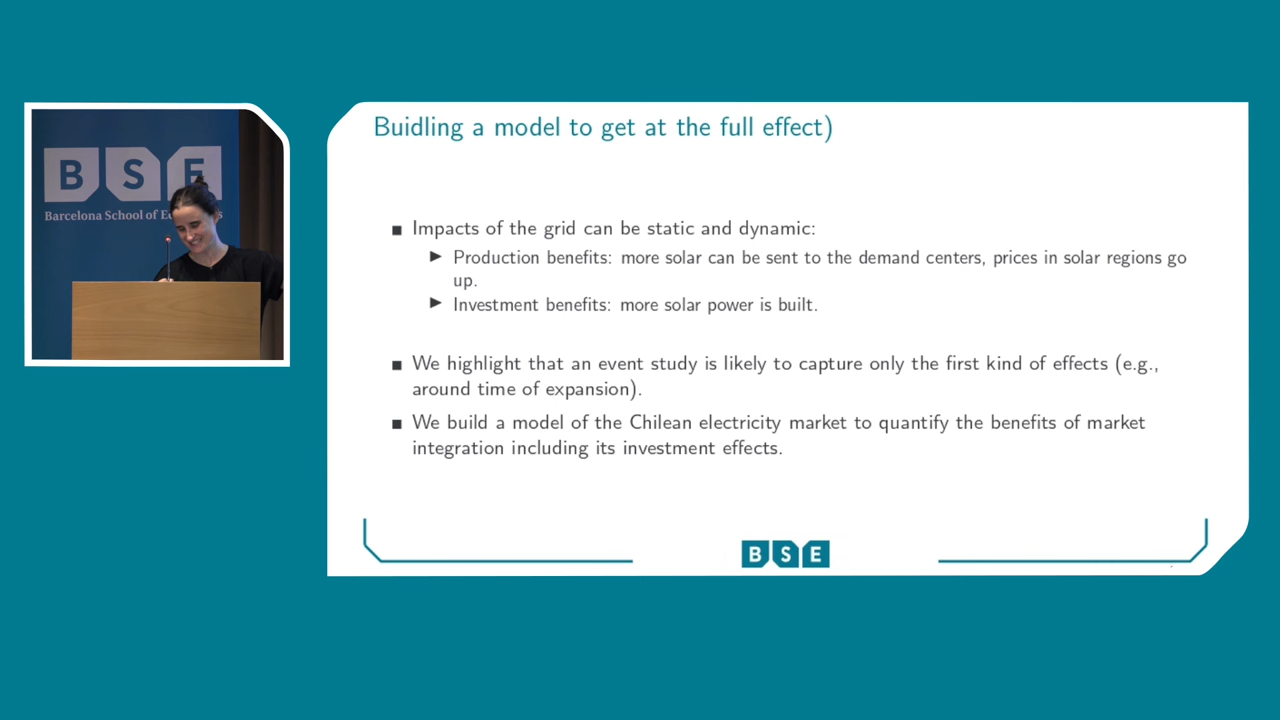 B S E
Barcelona School of E
Buidling a model to get at the full effect)
■ Impacts of the grid can be static and dynamic:
▶ Production benefits: more solar can be sent to the demand centers, prices in solar regions go
up.
▶ Investment benefits: more solar power is built.
■ We highlight that an event study is likely to capture only the first kind of effects (e.g.,
around time of expansion).
■ We build a model of the Chilean electricity market to quantify the benefits of market
integration including its investment effects.
B S E